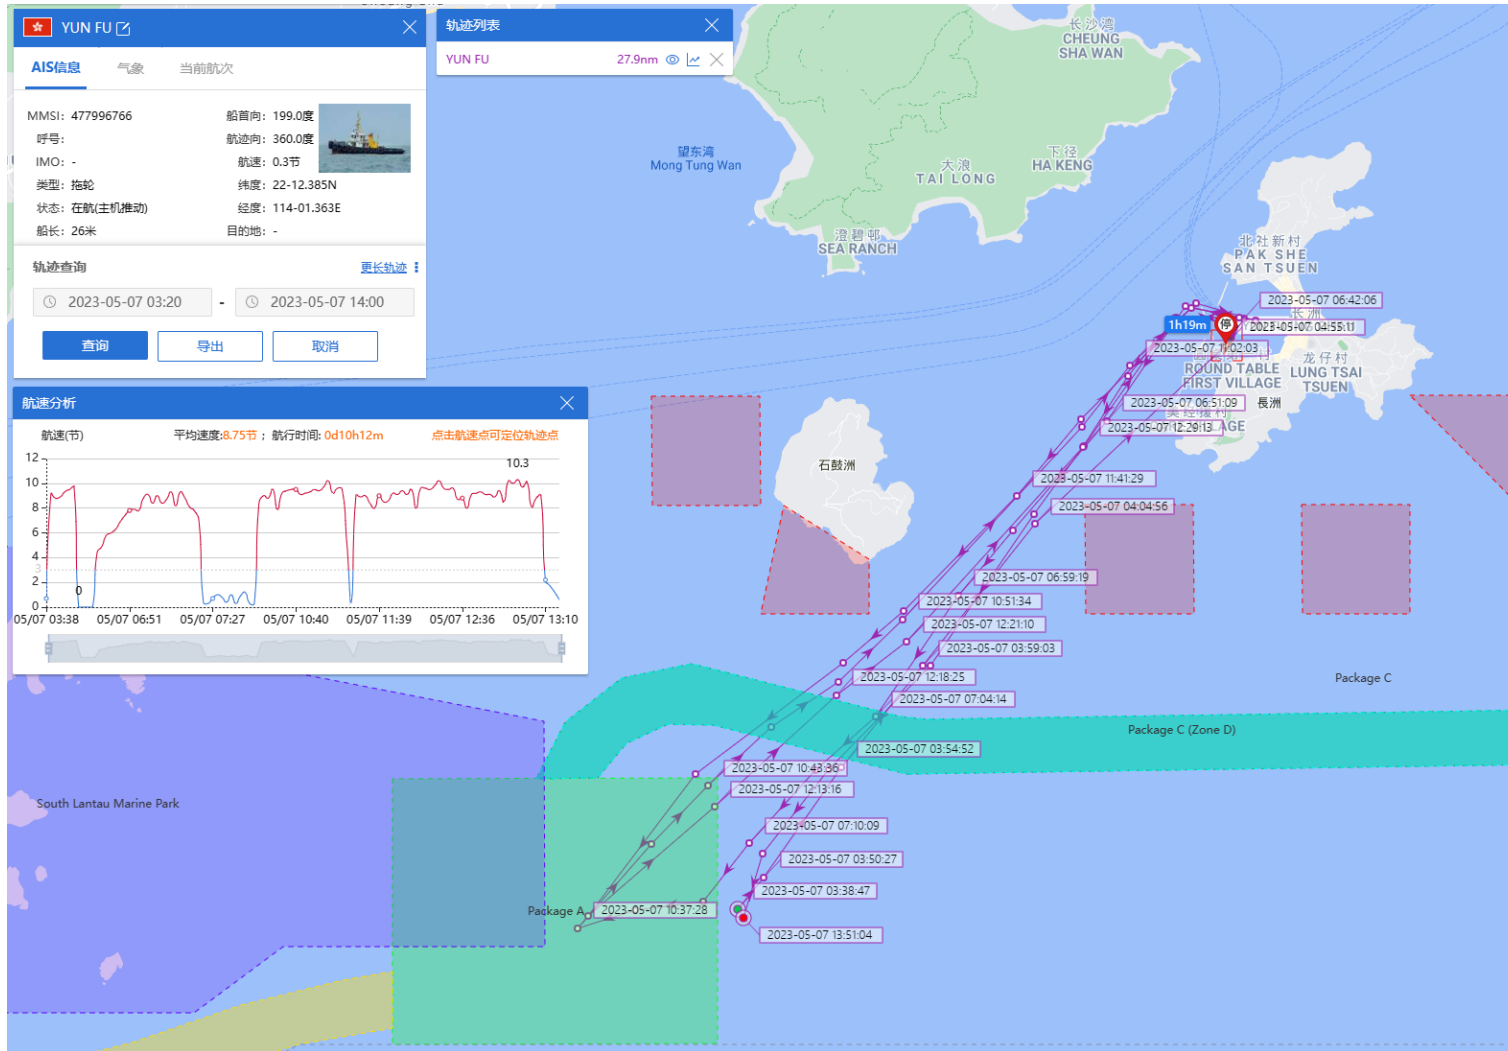 YUN FU
AIS信息
气象
当前航次
MMSI: 477996766
船首向: 199.0度
呼号:
航迹向: 360.0度
IMO: -
航速: 0.3节
类型: 拖轮
纬度: 22-12.385N
状态: 在航(主机推动)
经度: 114-01.363E
船长: 26米
目的地: -
轨迹查询
更长轨迹
2023-05-07 03:20 - 2023-05-07 14:00
查询
导出
取消
轨迹列表
YUN FU 27.9nm
航速分析
航速(节)
平均速度:8.75节 ; 航行时间: 0d10h12m
点击航速点可定位轨迹点
12
10
8
6
4
3
2
0
10.3
0
05/07 03:38 05/07 06:51 05/07 07:27 05/07 10:40 05/07 11:39 05/07 12:36 05/07 13:10
长沙湾
CHEUNG
SHA WAN
望东湾
Mong Tung Wan
大浪
TAI LONG
下径
HA KENG
澄碧邨
SEA RANCH
北社新村
PAK SHE
SAN TSUEN
长洲
2023-05-07 06:42:06
1h19m
停
2023-05-07 04:55:11
2023-05-07 11:02:03
ROUND TABLE
FIRST VILLAGE
龙仔村
LUNG TSAI
TSUEN
2023-05-07 06:51:09
長洲
2023-05-07 12:29:13
石鼓洲
2023-05-07 11:41:29
2023-05-07 04:04:56
2023-05-07 06:59:19
2023-05-07 10:51:34
2023-05-07 12:21:10
2023-05-07 03:59:03
2023-05-07 12:18:25
Package C
2023-05-07 07:04:14
Package C (Zone D)
2023-05-07 03:54:52
2023-05-07 10:43:36
2023-05-07 12:13:16
South Lantau Marine Park
2023-05-07 07:10:09
2023-05-07 03:50:27
2023-05-07 03:38:47
Package A
2023-05-07 10:37:28
2023-05-07 13:51:04